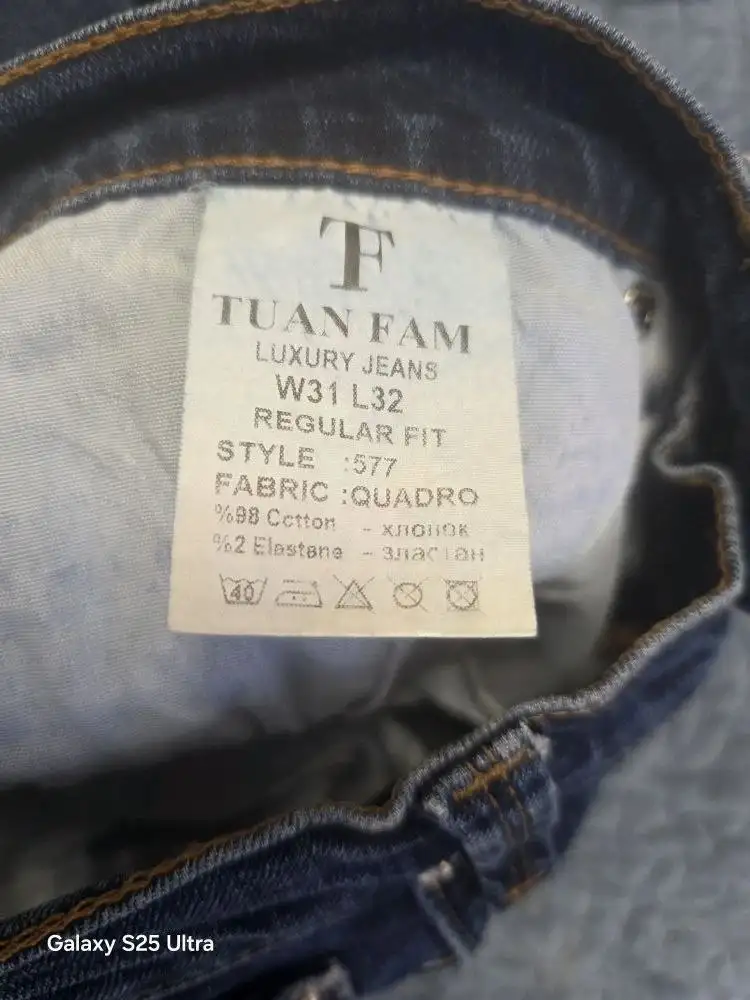 TF
TUAN FAM
LUXURY JEANS
W31 L32
REGULAR FIT
STYLE :577
FABRIC :QUADRO
%98 Cotton - хлопок
%2 Elastane - эластан
40
Galaxy S25 Ultra